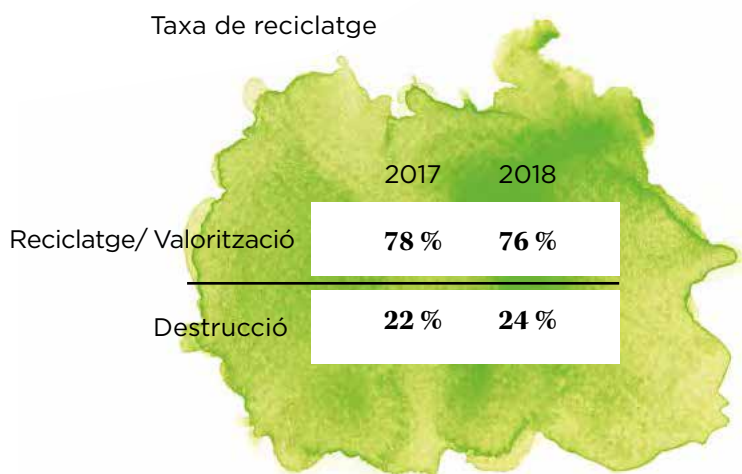 Taxa de reciclatge
2017 2018
Reciclatge/ Valorització 78 % 76 %
Destrucció 22 % 24 %